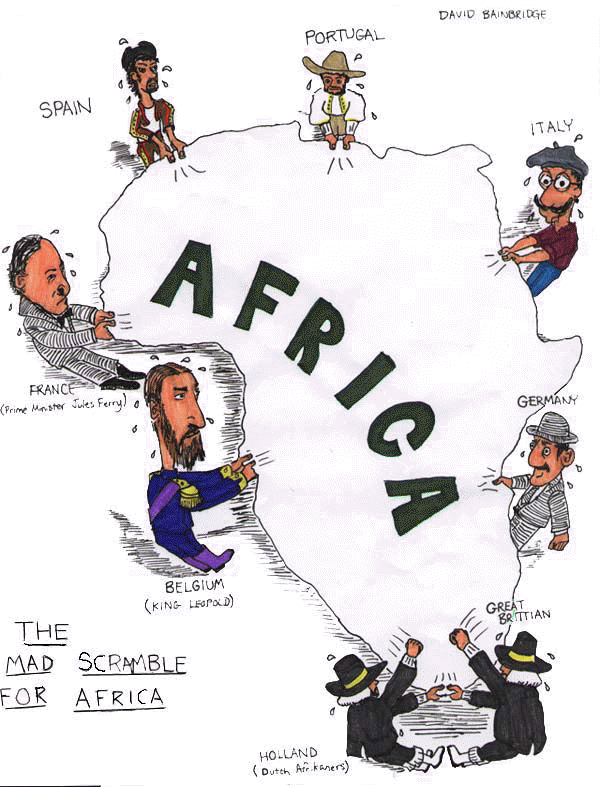 DAVID BAINBRIDGE
PORTUGAL
SPAIN
ITALY
AFRICA
FRANCE
(Prime Minister Jules Ferry)
GERMANY
BELGIUM
(KING LEOPOLD)
GREAT
BRITTIAN
THE
MAD SCRAMBLE
FOR AFRICA
HOLLAND
(Dutch Afrikaners)